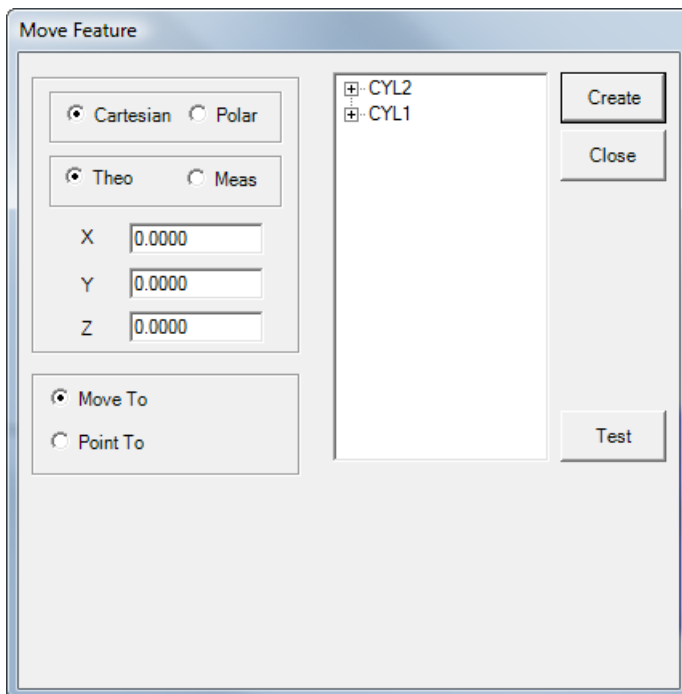 Move Feature
Cartesian Polar
Theo Meas
X 0.0000
Y 0.0000
Z 0.0000
Move To
Point To
CYL2
CYL1
Create
Close
Test